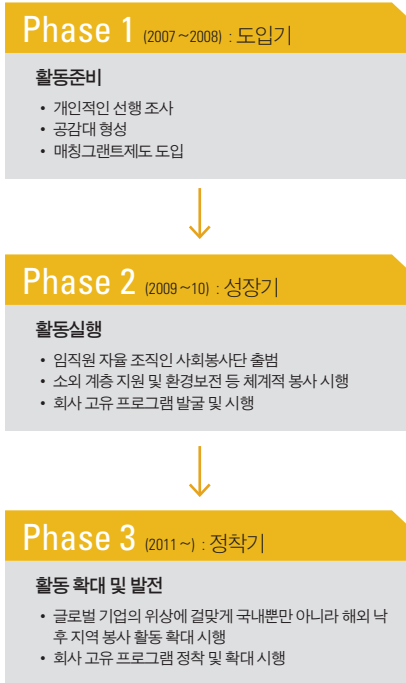 Phase 1 (2007~2008) : 도입기
활동준비
• 개인적인 선행 조사
• 공감대 형성
• 매칭그랜트제도 도입
Phase 2 (2009~10) : 성장기
활동실행
• 임직원 자율 조직인 사회봉사단 출범
• 소외 계층 지원 및 환경보전 등 체계적 봉사 시행
• 회사 고유 프로그램 발굴 및 시행
Phase 3 (2011~) : 정착기
활동 확대 및 발전
• 글로벌 기업의 위상에 걸맞게 국내뿐만 아니라 해외 낙
후 지역 봉사 활동 확대 시행
• 회사 고유 프로그램 정착 및 확대 시행